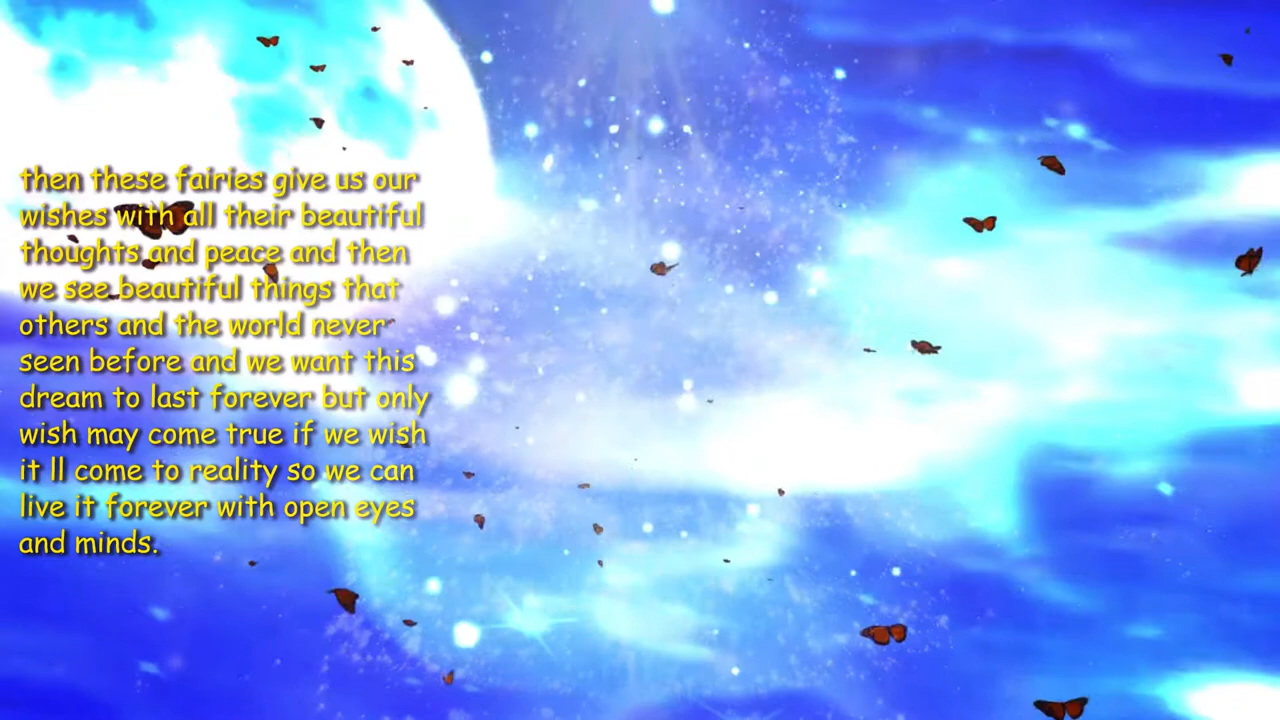 then these fairies give us our
wishes with all their beautiful
thoughts and peace and then
we see beautiful things that
others and the world never
seen before and we want this
dream to last forever but only
wish may come true if we wish
it ll come to reality so we can
live it forever with open eyes
and minds.